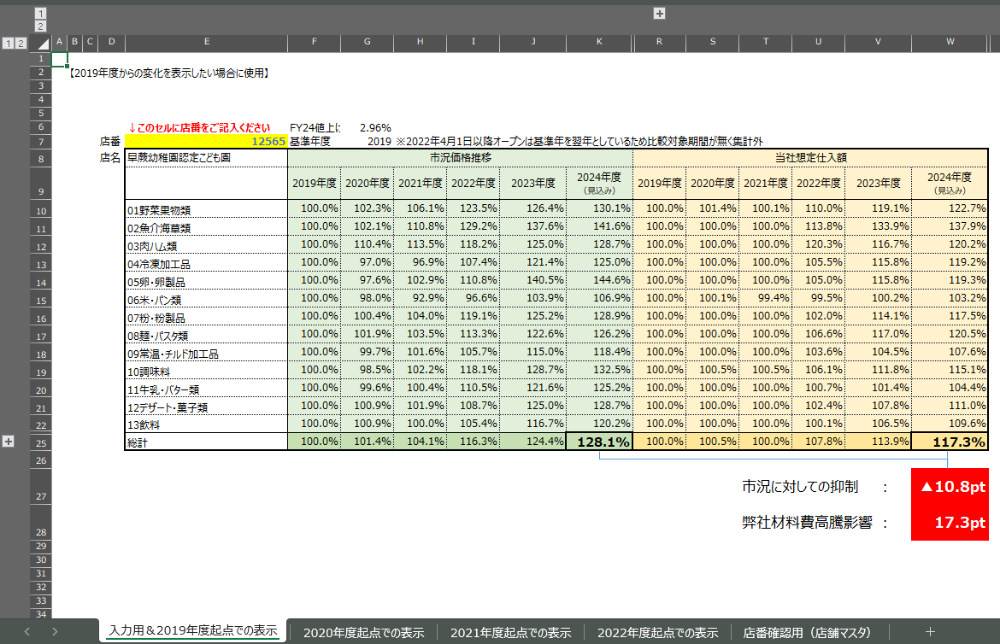 1
2
1 2
A B C D E F G H I J K R S T U V W
1
2 【2019年度からの変化を表示したい場合に使用】
3
4
5
6 ↓このセルに店番をご記入ください FY24値上に 2.96%
7 店番 12565 基準年度 2019 ※2022年4月1日以降オープンは基準年を翌年としているため比較対象期間が無く集計外
8 店名 早蕨幼稚園認定こども園 市況価格推移 当社想定仕入額
9 2019年度 2020年度 2021年度 2022年度 2023年度 2024年度 (見込み) 2019年度 2020年度 2021年度 2022年度 2023年度 2024年度 (見込み)
10 01野菜果物類 100.0% 102.3% 106.1% 123.5% 126.4% 130.1% 100.0% 101.4% 100.1% 110.0% 119.1% 122.7%
11 02魚介海草類 100.0% 102.1% 110.8% 129.2% 137.6% 141.6% 100.0% 100.0% 100.0% 113.8% 133.9% 137.9%
12 03肉ハム類 100.0% 110.4% 113.5% 118.2% 125.0% 128.7% 100.0% 100.0% 100.0% 120.3% 116.7% 120.2%
13 04冷凍加工品 100.0% 97.0% 96.9% 107.4% 121.4% 125.0% 100.0% 100.0% 100.0% 105.5% 115.8% 119.2%
14 05卵・卵製品 100.0% 97.6% 102.9% 110.8% 140.5% 144.6% 100.0% 100.0% 100.0% 105.0% 115.8% 119.3%
15 06米・パン類 100.0% 98.0% 92.9% 96.6% 103.9% 106.9% 100.0% 100.1% 99.4% 99.5% 100.2% 103.2%
16 07粉・粉製品 100.0% 100.4% 104.0% 119.1% 125.2% 128.9% 100.0% 100.0% 100.0% 102.0% 114.1% 117.5%
17 08麺・パスタ類 100.0% 101.9% 103.5% 113.3% 122.6% 126.2% 100.0% 100.0% 100.0% 106.6% 117.0% 120.5%
18 09常温・チルド加工品 100.0% 99.7% 101.6% 105.7% 115.0% 118.4% 100.0% 100.0% 100.0% 103.6% 104.5% 107.6%
19 10調味料 100.0% 98.5% 102.2% 118.1% 128.7% 132.5% 100.0% 100.5% 100.5% 106.1% 111.8% 115.1%
20 11牛乳・バター類 100.0% 99.6% 100.4% 110.5% 121.6% 125.2% 100.0% 100.0% 100.0% 100.7% 101.4% 104.4%
21 12デザート・菓子類 100.0% 100.9% 101.9% 108.7% 125.0% 128.7% 100.0% 100.0% 100.0% 102.4% 107.8% 111.0%
22 13飲料 100.0% 100.9% 100.0% 105.4% 116.7% 120.2% 100.0% 100.0% 100.0% 100.1% 106.5% 109.6%
25 総計 100.0% 101.4% 104.1% 116.3% 124.4% 128.1% 100.0% 100.5% 100.0% 107.8% 113.9% 117.3%
26
27 市況に対しての抑制 : ▲10.8pt
28 弊社材料費高騰影響 : 17.3pt
29
30
31
32
33
34
入力用＆2019年度起点での表示 2020年度起点での表示 2021年度起点での表示 2022年度起点での表示 店番確認用（店舗マスタ）